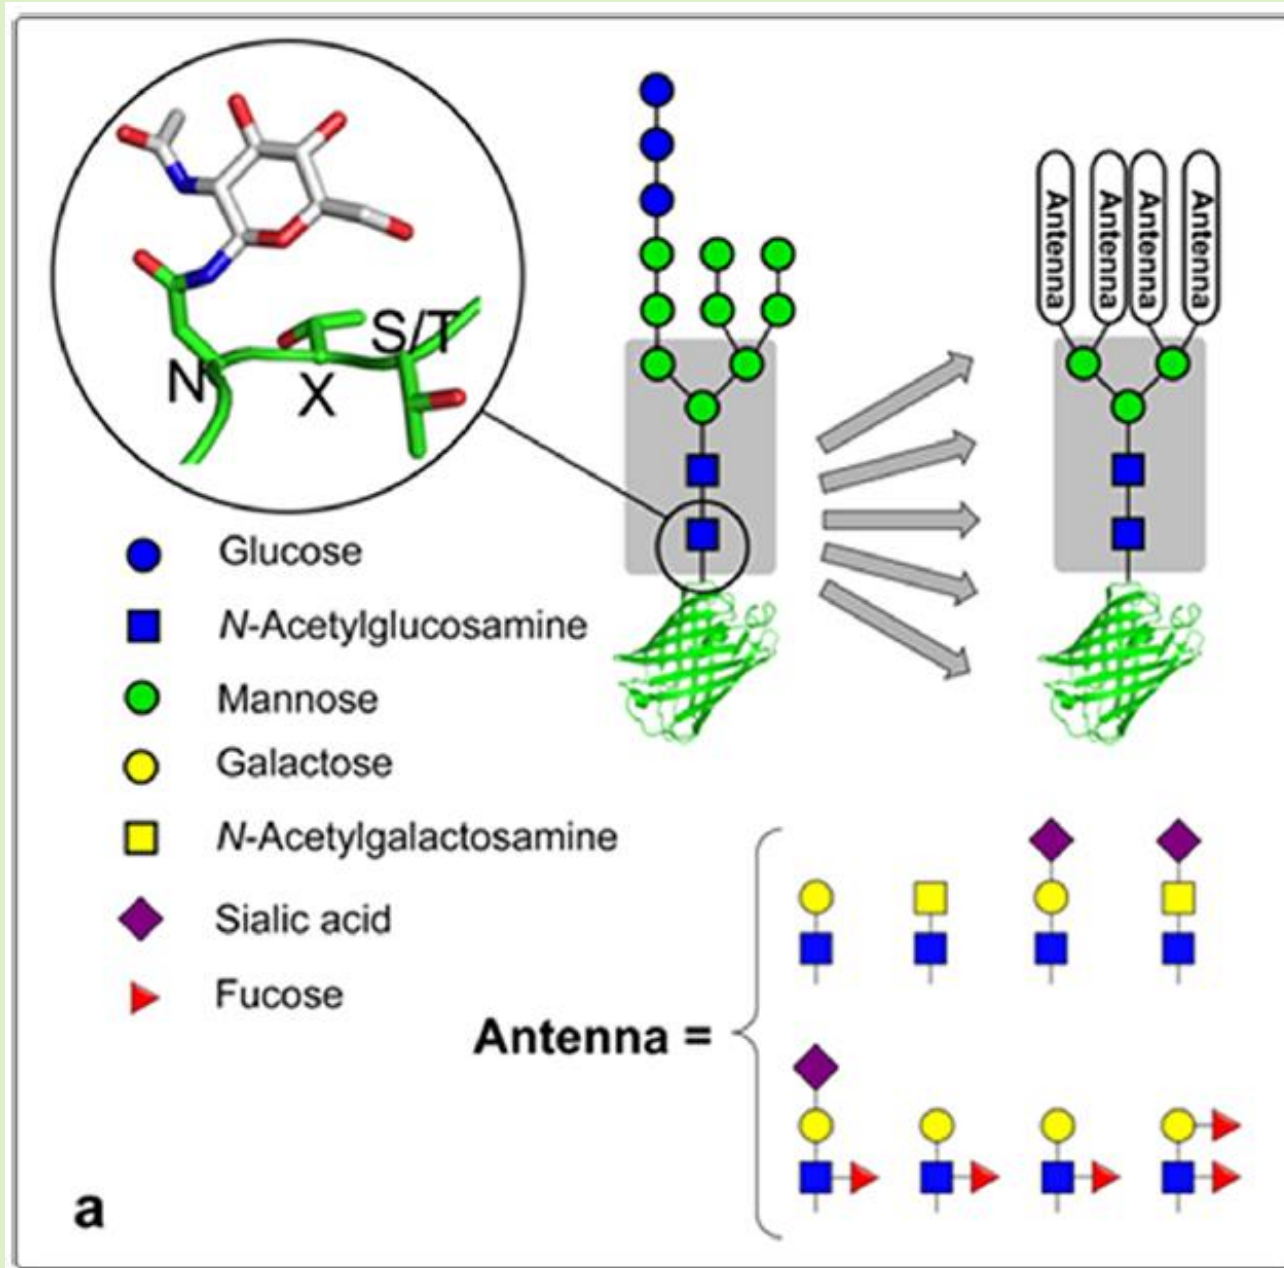 Antenna
Antenna
Antenna
Antenna
N
X
S/T
Glucose
N-Acetylglucosamine
Mannose
Galactose
N-Acetylgalactosamine
Sialic acid
Fucose
Antenna =
a